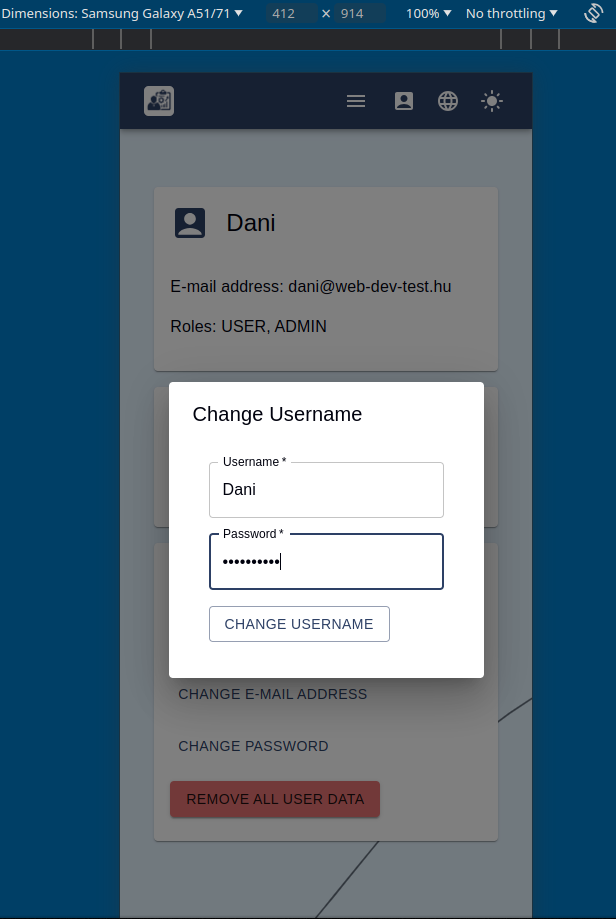 Dimensions: Samsung Galaxy A51/71 ▼ 412 × 914 100% ▼ No throttling ▼
Dani
E-mail address: dani@web-dev-test.hu
Roles: USER, ADMIN
Change Username
Username *
Dani
Password *
••••••••••
CHANGE USERNAME
CHANGE E-MAIL ADDRESS
CHANGE PASSWORD
REMOVE ALL USER DATA